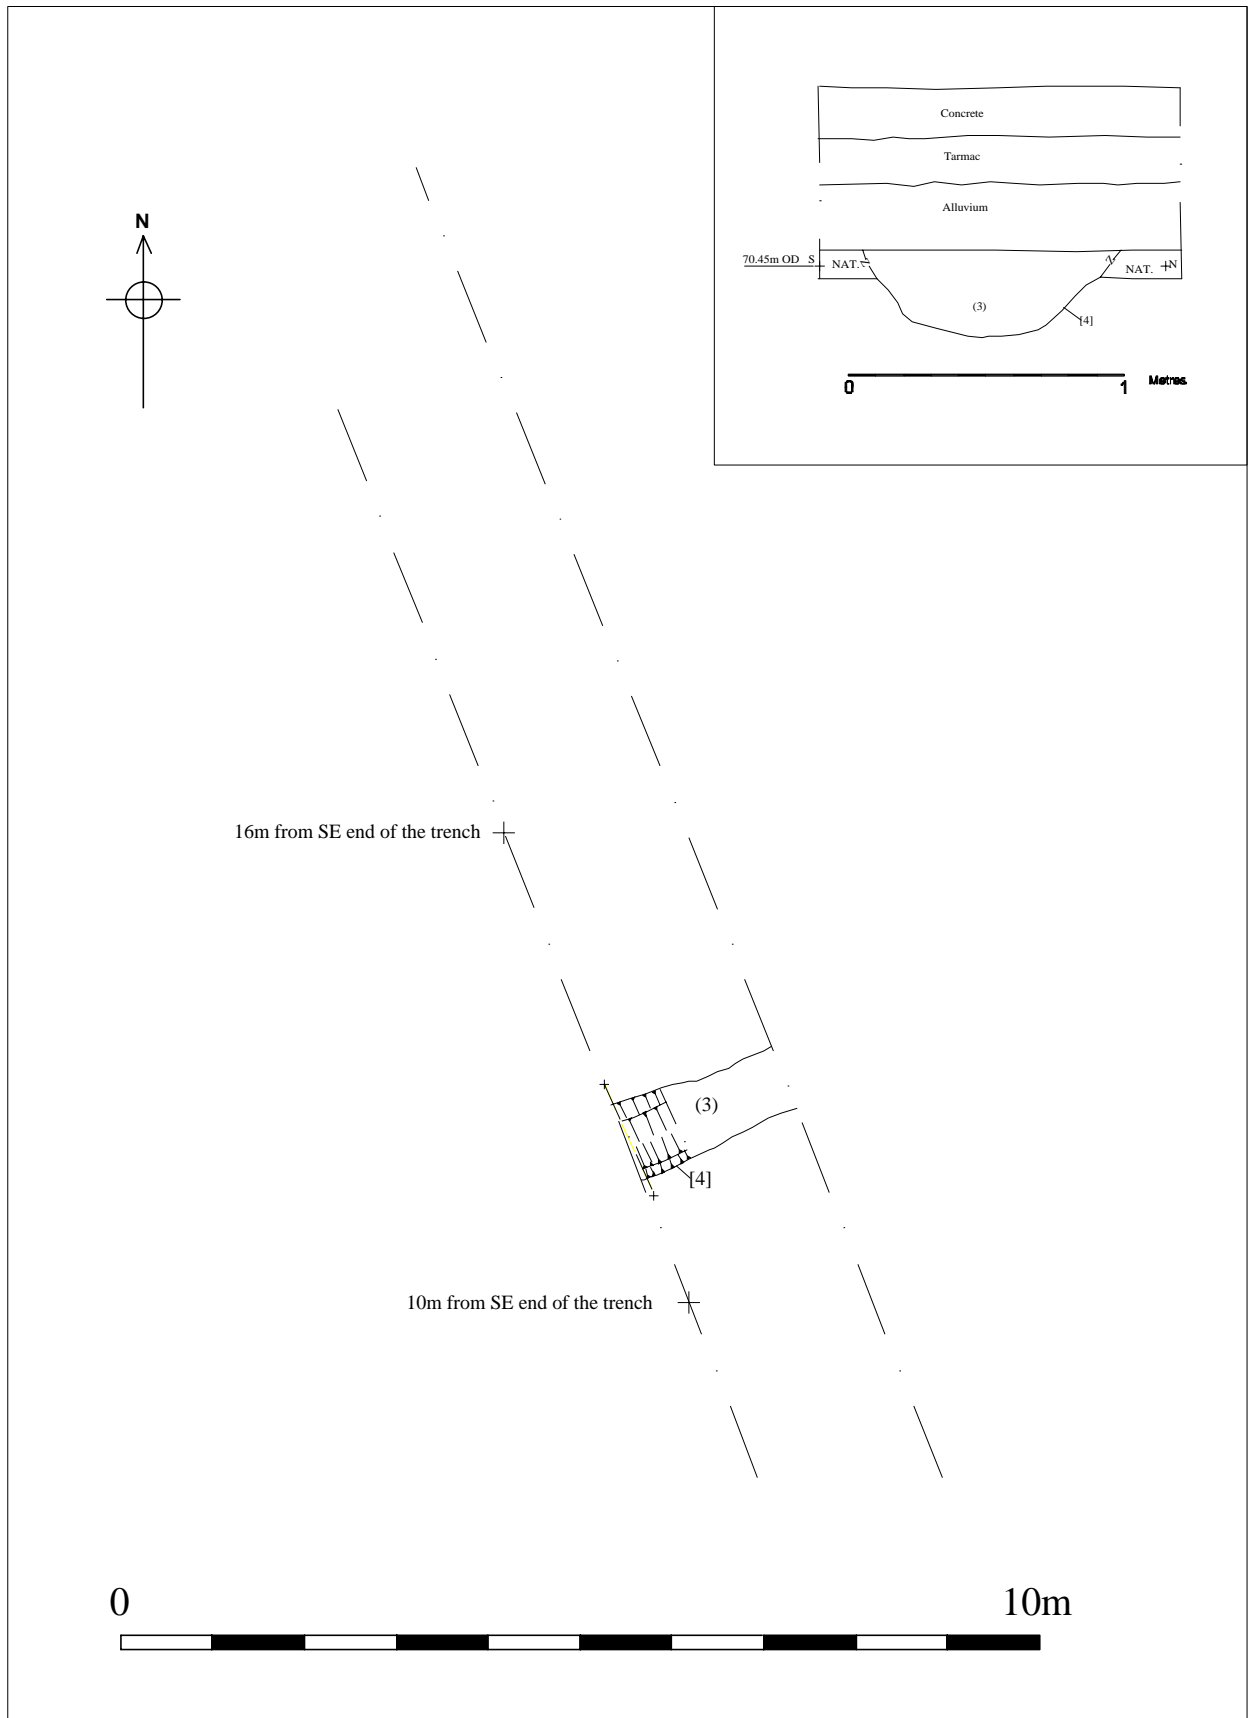 Concrete
Tarmac
Alluvium
70.45m OD S
NAT.
NAT.
N
(3)
[4]
0
1
Metres
N
16m from SE end of the trench
(3)
[4]
10m from SE end of the trench
0
10m